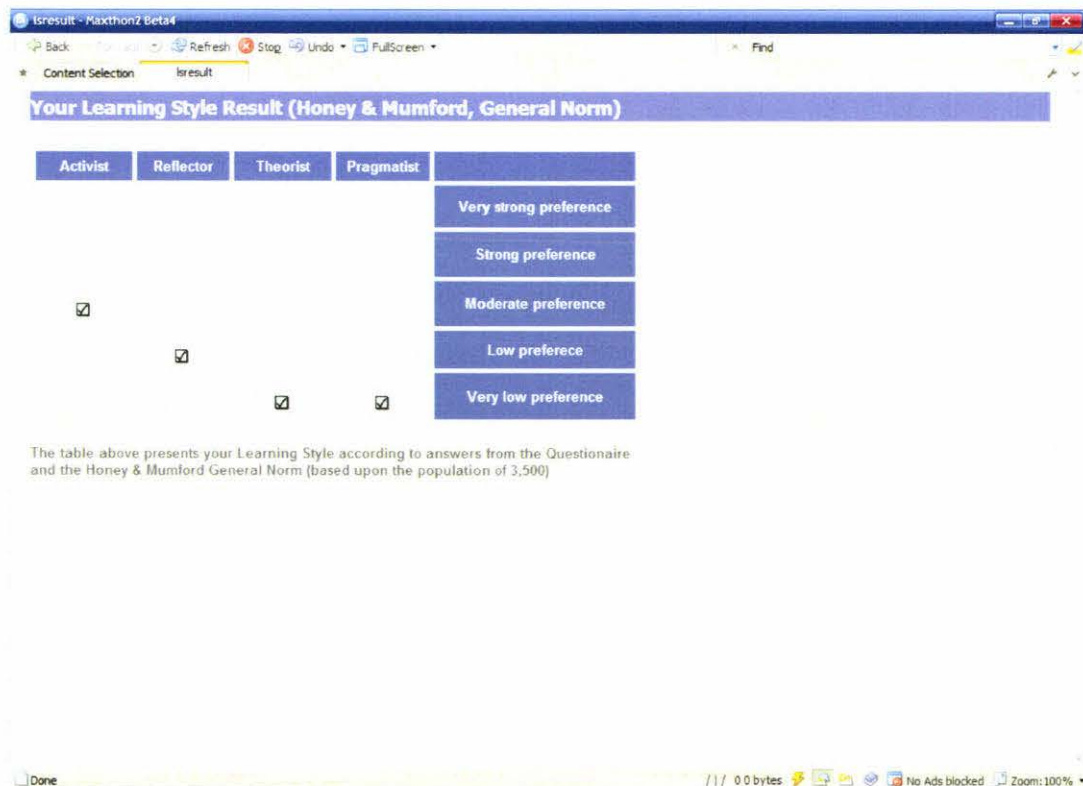 lsresult - Maxthon2 Beta4
Back Refresh Stop Undo FullScreen Find
Content Selection lsresult
Your Learning Style Result (Honey & Mumford, General Norm)
Activist Reflector Theorist Pragmatist
Very strong preference
Strong preference
Moderate preference
Low preferece
Very low preference
The table above presents your Learning Style according to answers from the Questionaire
and the Honey & Mumford General Norm (based upon the population of 3,500)
Done 0 0 bytes No Ads blocked Zoom: 100%